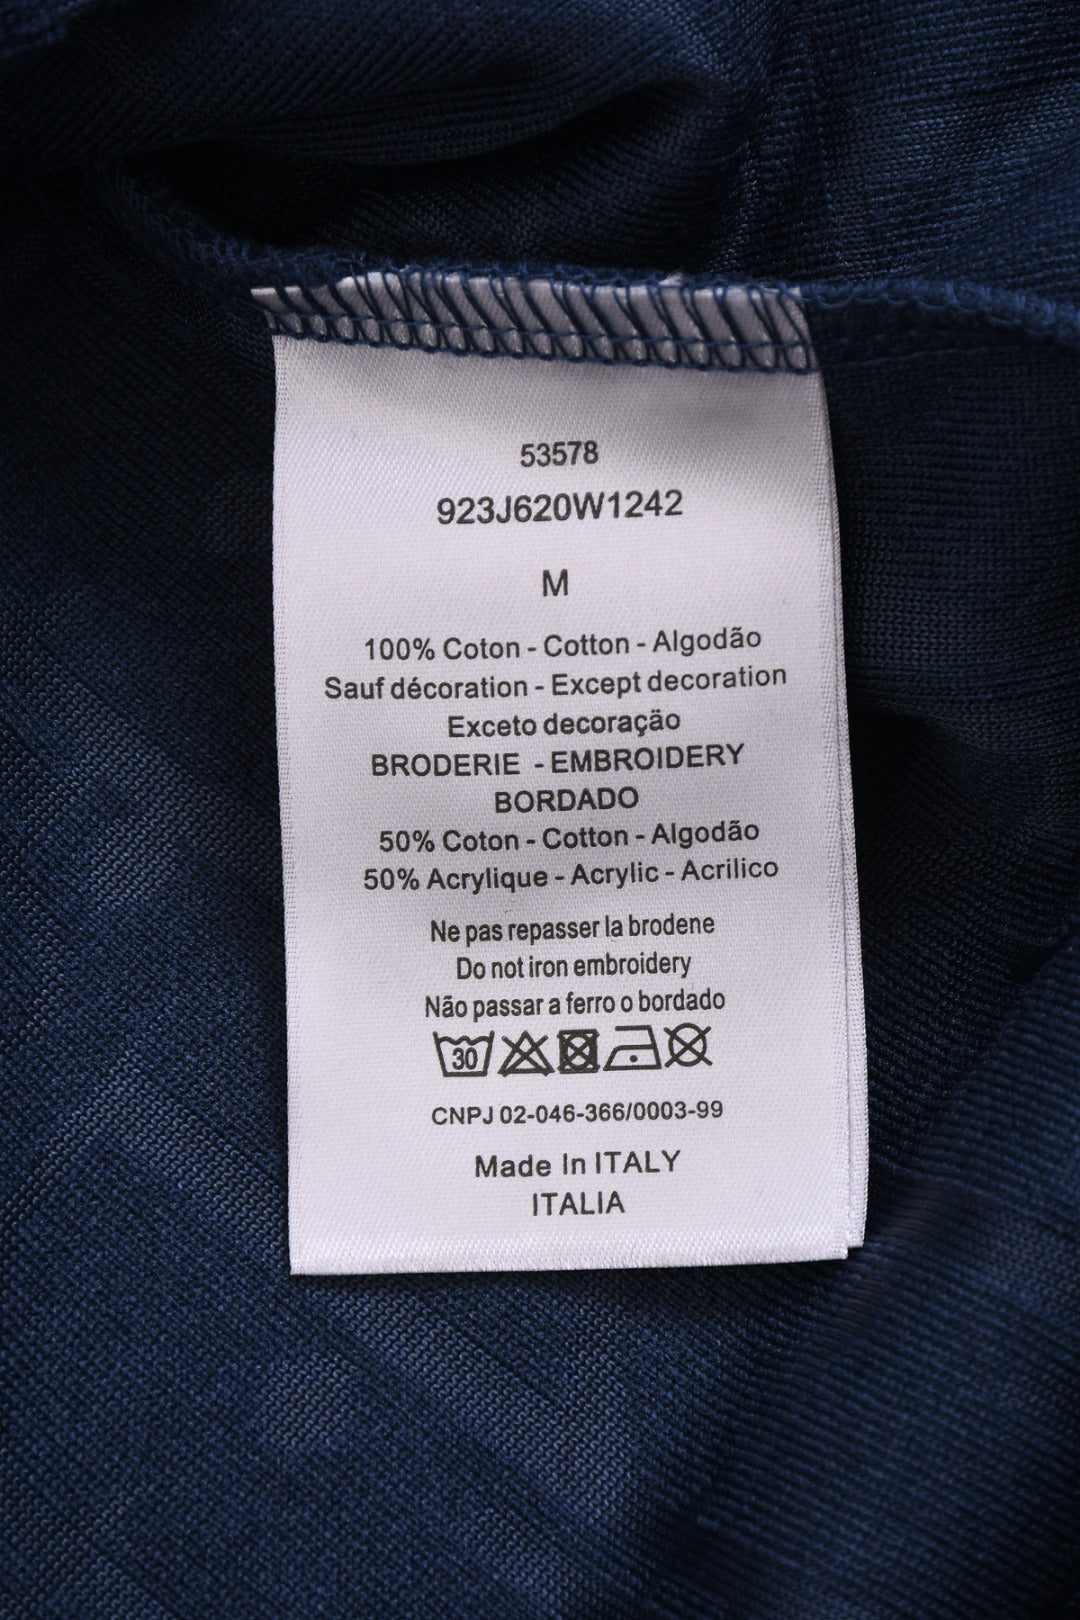 53578
923J620W1242
M
100% Coton - Cotton - Algodão
Sauf décoration - Except decoration
Exceto decoração
BRODERIE - EMBROIDERY
BORDADO
50% Coton - Cotton - Algodão
50% Acrylique - Acrylic - Acrilico
Ne pas repasser la brodene
Do not iron embroidery
Não passar a ferro o bordado
30
CNPJ 02-046-366/0003-99
Made In ITALY
ITALIA